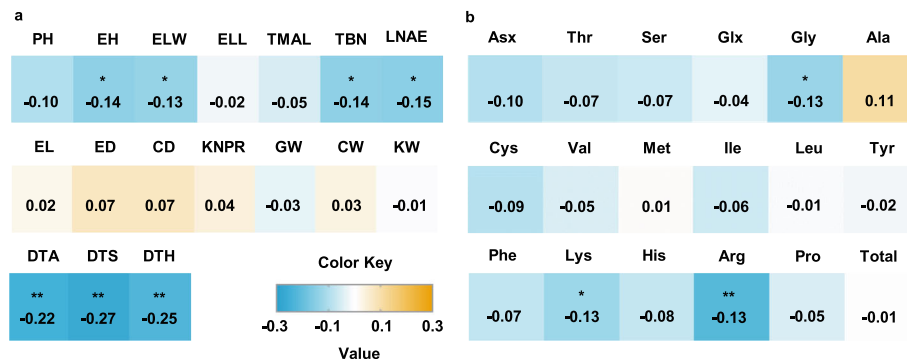 a
PH EH ELW ELL TMAL TBN LNAE
* * * *
-0.10 -0.14 -0.13 -0.02 -0.05 -0.14 -0.15
EL ED CD KNPR GW CW KW
0.02 0.07 0.07 0.04 -0.03 0.03 -0.01
DTA DTS DTH
** ** **
-0.22 -0.27 -0.25
Color Key
-0.3 -0.1 0.1 0.3
Value
b
Asx Thr Ser Glx Gly Ala
*
-0.10 -0.07 -0.07 -0.04 -0.13 0.11
Cys Val Met Ile Leu Tyr
-0.09 -0.05 0.01 -0.06 -0.01 -0.02
Phe Lys His Arg Pro Total
* **
-0.07 -0.13 -0.08 -0.13 -0.05 -0.01